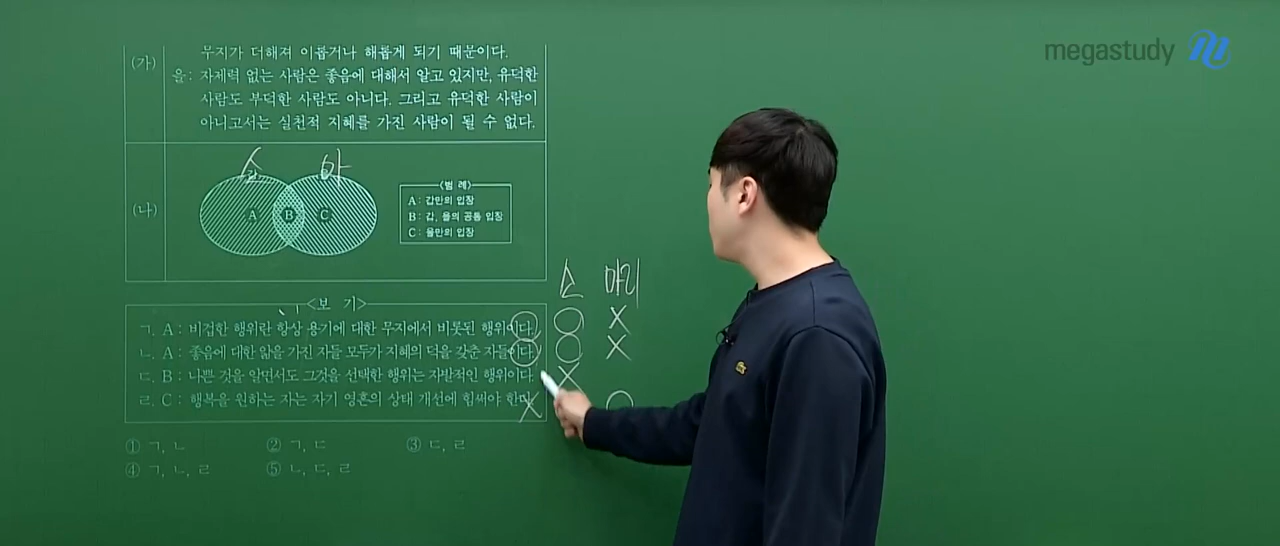 megastudy
(가)
무지가 더해져 이롭거나 해롭게 되기 때문이다.
을: 자제력 없는 사람은 좋음에 대해서 알고 있지만, 유덕한
사람도 부덕한 사람도 아니다. 그리고 유덕한 사람이
아니고서는 실천적 지혜를 가진 사람이 될 수 없다.
(나)
소 아
A B C
<범 례>
A : 갑만의 입장
B : 갑, 을의 공통 입장
C : 을만의 입장
소 아리
<보 기>
ㄱ. A : 비겁한 행위란 항상 용기에 대한 무지에서 비롯된 행위이다. ○ ○ X
ㄴ. A : 좋음에 대한 앎을 가진 자들 모두가 지혜의 덕을 갖춘 자들이다. ○ ○ X
ㄷ. B : 나쁜 것을 알면서도 그것을 선택한 행위는 자발적인 행위이다. X
ㄹ. C : 행복을 원하는 자는 자기 영혼의 상태 개선에 힘써야 한다. X ○
① ㄱ, ㄴ ② ㄱ, ㄷ ③ ㄷ, ㄹ
④ ㄱ, ㄴ, ㄹ ⑤ ㄴ, ㄷ, ㄹ